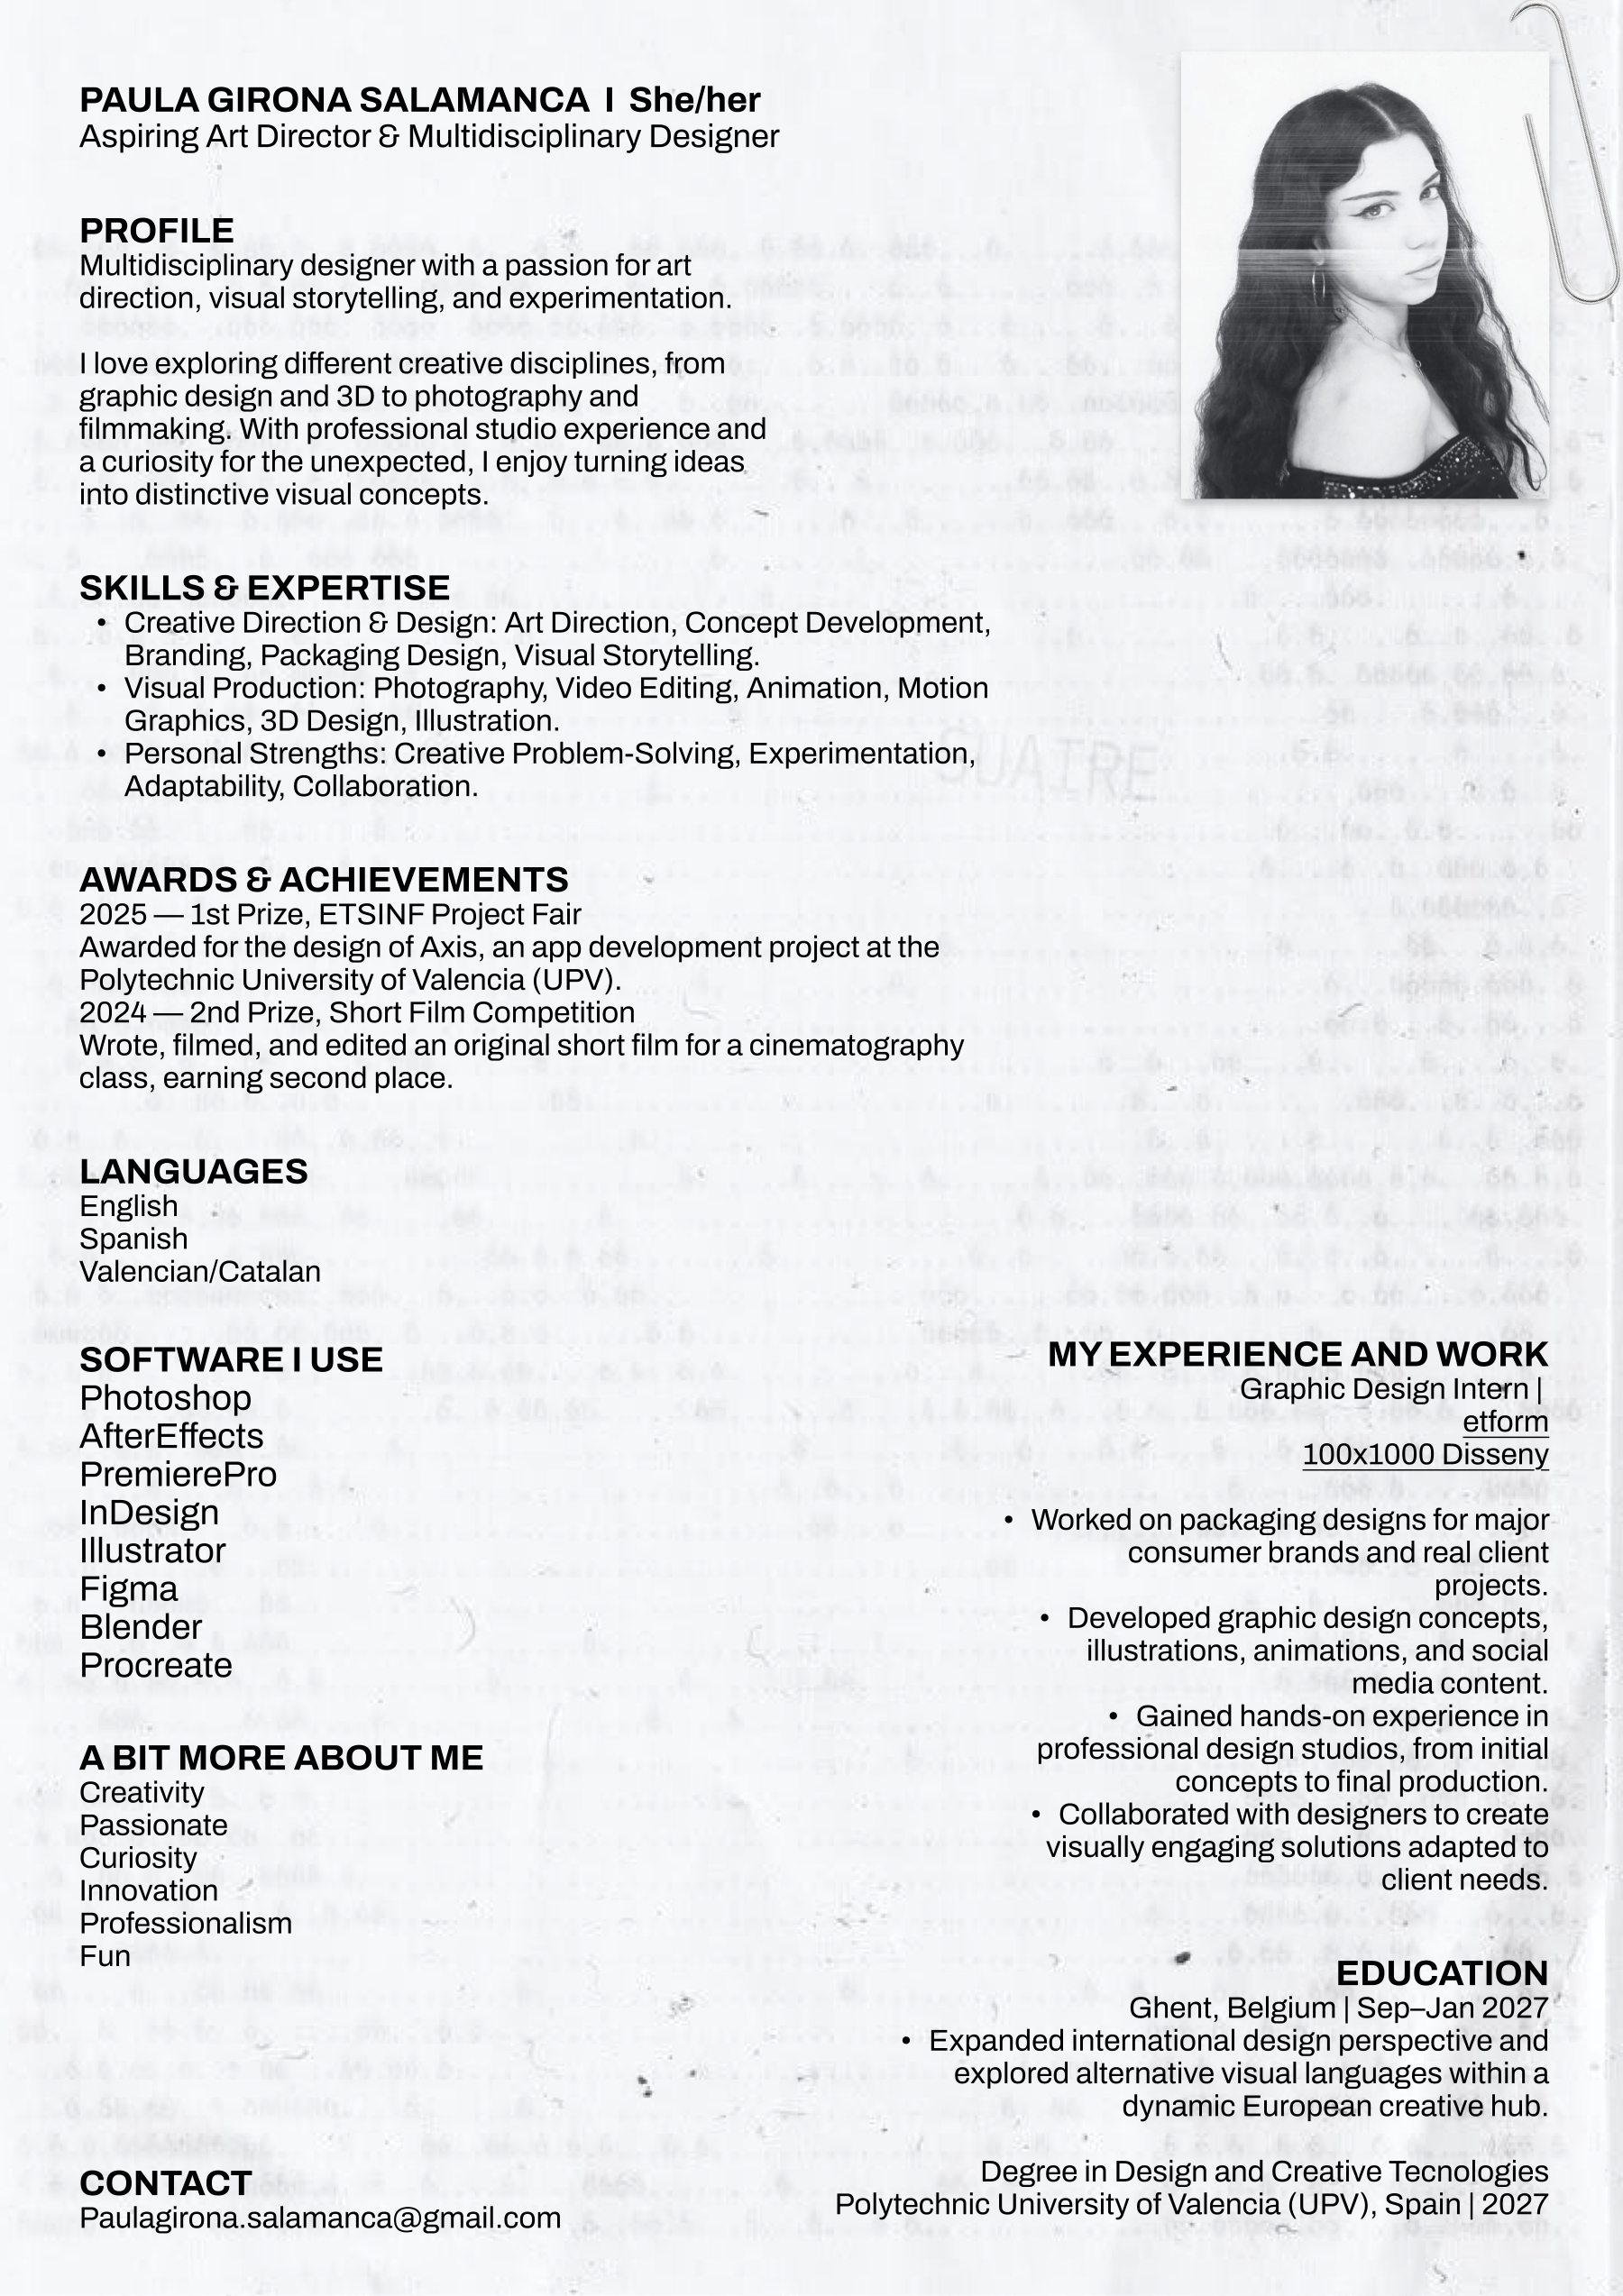 PAULA GIRONA SALAMANCA I She/her
Aspiring Art Director & Multidisciplinary Designer
PROFILE
Multidisciplinary designer with a passion for art
direction, visual storytelling, and experimentation.
I love exploring different creative disciplines, from
graphic design and 3D to photography and
filmmaking. With professional studio experience and
a curiosity for the unexpected, I enjoy turning ideas
into distinctive visual concepts.
SKILLS & EXPERTISE
• Creative Direction & Design: Art Direction, Concept Development,
Branding, Packaging Design, Visual Storytelling.
• Visual Production: Photography, Video Editing, Animation, Motion
Graphics, 3D Design, Illustration.
• Personal Strengths: Creative Problem-Solving, Experimentation,
Adaptability, Collaboration.
SUAIRE
AWARDS & ACHIEVEMENTS
2025 — 1st Prize, ETSINF Project Fair
Awarded for the design of Axis, an app development project at the
Polytechnic University of Valencia (UPV).
2024 — 2nd Prize, Short Film Competition
Wrote, filmed, and edited an original short film for a cinematography
class, earning second place.
LANGUAGES
English
Spanish
Valencian/Catalan
SOFTWARE I USE
Photoshop
AfterEffects
PremierePro
InDesign
Illustrator
Figma
Blender
Procreate
A BIT MORE ABOUT ME
Creativity
Passionate
Curiosity
Innovation
Professionalism
Fun
CONTACT
Paulagirona.salamanca@gmail.com
MY EXPERIENCE AND WORK
Graphic Design Intern |
etform
100x1000 Disseny
• Worked on packaging designs for major
consumer brands and real client
projects.
• Developed graphic design concepts,
illustrations, animations, and social
media content.
• Gained hands-on experience in
professional design studios, from initial
concepts to final production.
• Collaborated with designers to create
visually engaging solutions adapted to
client needs.
EDUCATION
Ghent, Belgium | Sep–Jan 2027
• Expanded international design perspective and
explored alternative visual languages within a
dynamic European creative hub.
Degree in Design and Creative Tecnologies
Polytechnic University of Valencia (UPV), Spain | 2027